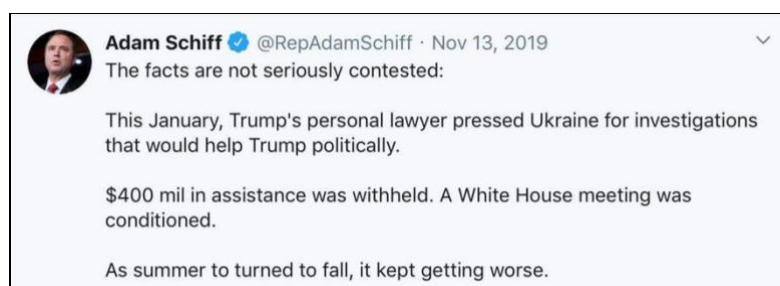 Adam Schiff @RepAdamSchiff · Nov 13, 2019
The facts are not seriously contested:
This January, Trump's personal lawyer pressed Ukraine for investigations
that would help Trump politically.
$400 mil in assistance was withheld. A White House meeting was
conditioned.
As summer to turned to fall, it kept getting worse.